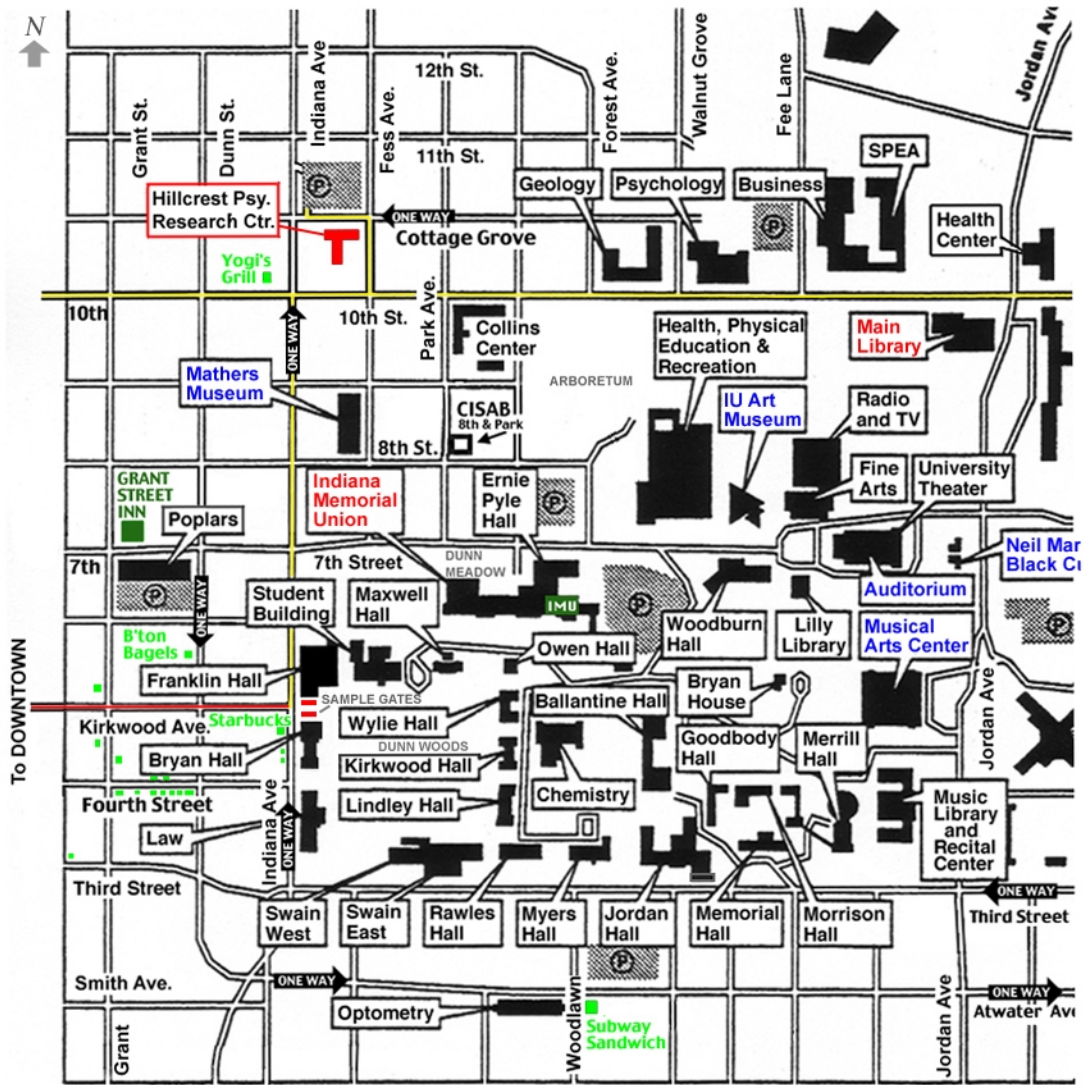 N
12th St.
Grant St.
Dunn St.
Indiana Ave
Fess Ave.
Forest Ave.
Walnut Grove
Fee Lane
Jordan Ave
11th St.
P
SPEA
Geology
Psychology
Business
Hillcrest Psy.
Research Ctr.
ONE WAY
Cottage Grove
P
Health
Center
Yogi's
Grill
10th
10th St.
Park Ave.
ONE WAY
Collins
Center
Health, Physical
Education &
Recreation
Main
Library
Mathers
Museum
ARBORETUM
IU Art
Museum
Radio
and TV
CISAB
8th & Park
8th St.
GRANT
STREET
INN
Poplars
Indiana
Memorial
Union
Ernie
Pyle
Hall
P
Fine
Arts
University
Theater
7th
7th Street
DUNN
MEADOW
Neil Mar
Black Cu
Auditorium
P
ONE WAY
Student
Building
Maxwell
Hall
IMU
P
Woodburn
Hall
Lilly
Library
Musical
Arts Center
P
B'ton
Bagels
Owen Hall
Franklin Hall
SAMPLE GATES
Ballantine Hall
Bryan
House
TO DOWNTOWN
Kirkwood Ave.
Starbucks
Wylie Hall
DUNN WOODS
Goodbody
Hall
Merrill
Hall
Jordan Ave
Bryan Hall
Kirkwood Hall
Chemistry
Fourth Street
Indiana Ave
ONE WAY
Lindley Hall
Law
Music
Library
and
Recital
Center
Third Street
ONE WAY
Third Street
Swain
West
Swain
East
Rawles
Hall
Myers
Hall
Jordan
Hall
Memorial
Hall
Morrison
Hall
P
Smith Ave.
ONE WAY
ONE WAY
Atwater Ave
Optometry
Woodlawn
Subway
Sandwich
Grant
Jordan Ave